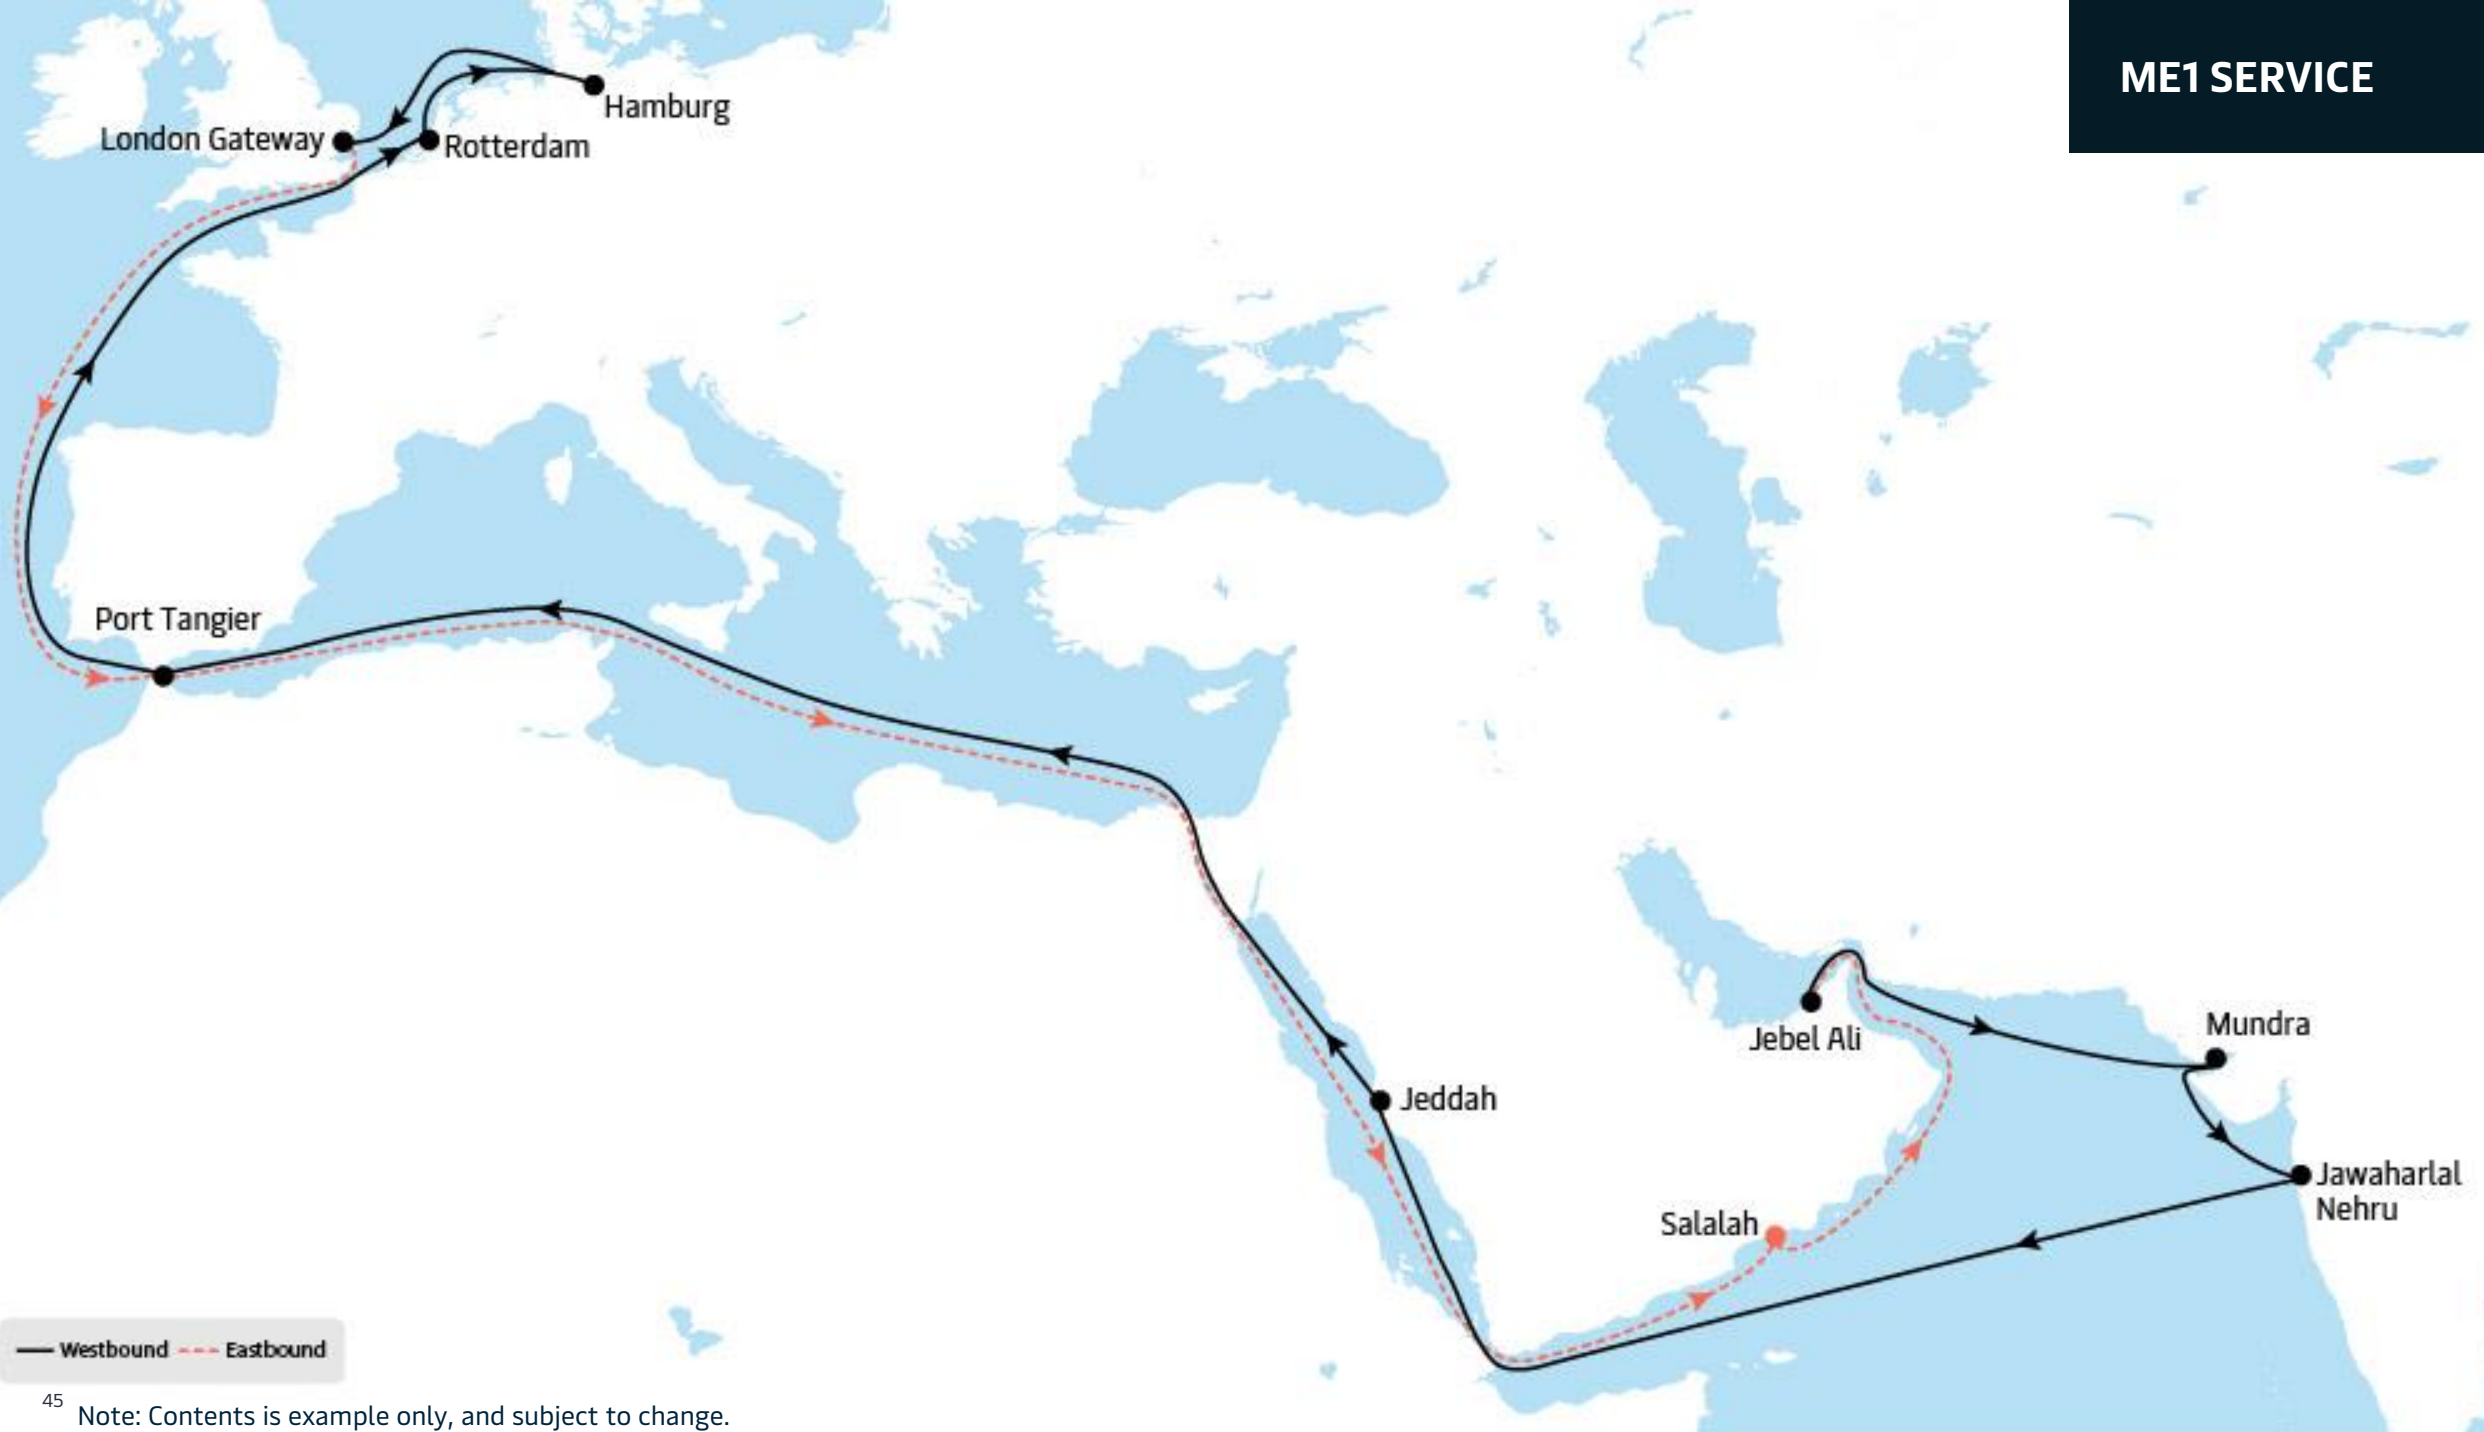 ME1 SERVICE
Hamburg
London Gateway
Rotterdam
Port Tangier
Jebel Ali
Mundra
Jeddah
Jawaharlal
Nehru
Salalah
Westbound
Eastbound
45
Note: Contents is example only, and subject to change.